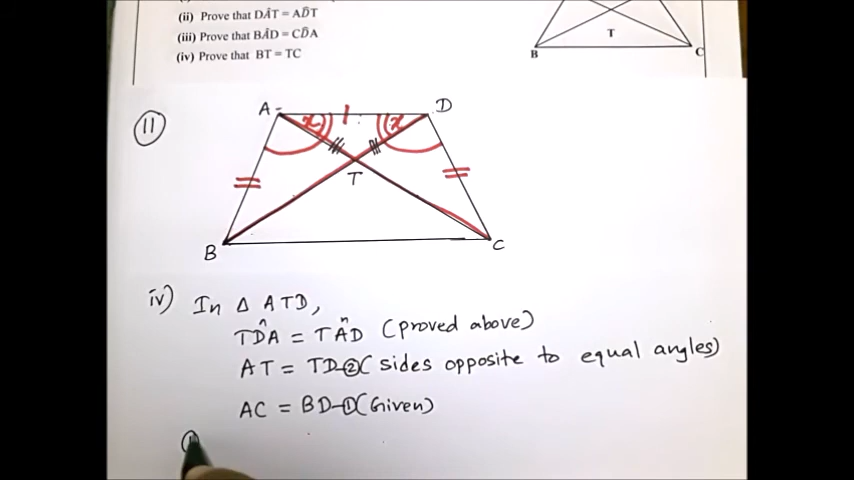 (ii) Prove that DÂT = AD̂T
(iii) Prove that BÂD = CD̂A
(iv) Prove that BT = TC
T
B
C
11
A
D
x
x
T
B
C
iv) In Δ ATD,
TD̂A = TÂD (proved above)
AT = TD-② (sides opposite to equal angles)
AC = BD-① (Given)